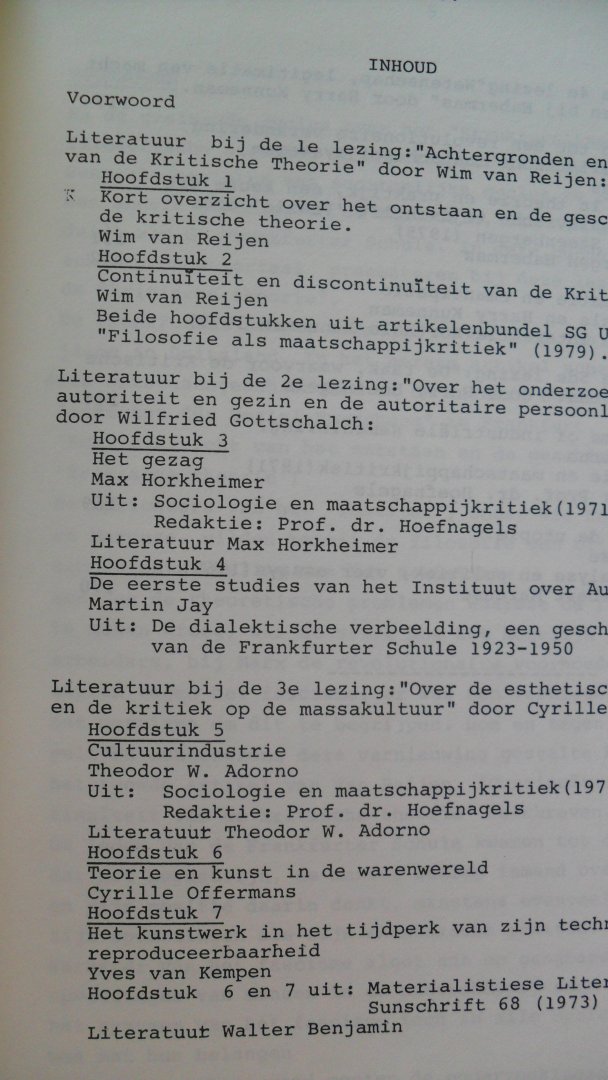 INHOUD
Voorwoord
Literatuur bij de 1e lezing:"Achtergronden en
van de Kritische Theorie" door Wim van Reijen:
Hoofdstuk 1
Kort overzicht over het ontstaan en de gesc
de kritische theorie.
Wim van Reijen
Hoofdstuk 2
Continuïteit en discontinuïteit van de Krit
Wim van Reijen
Beide hoofdstukken uit artikelenbundel SG U
"Filosofie als maatschappijkritiek" (1979).
Literatuur bij de 2e lezing:"Over het onderzoe
autoriteit en gezin en de autoritaire persoonl
door Wilfried Gottschalch:
Hoofdstuk 3
Het gezag
Max Horkheimer
Uit: Sociologie en maatschappijkritiek(1971
Redaktie: Prof. dr. Hoefnagels
Literatuur Max Horkheimer
Hoofdstuk 4
De eerste studies van het Instituut over Au
Martin Jay
Uit: De dialektische verbeelding, een gesch
van de Frankfurter Schule 1923-1950
Literatuur bij de 3e lezing:"Over de esthetisc
en de kritiek op de massakultuur" door Cyrille
Hoofdstuk 5
Cultuurindustrie
Theodor W. Adorno
Uit: Sociologie en maatschappijkritiek(197
Redaktie: Prof. dr. Hoefnagels
Literatuur Theodor W. Adorno
Hoofdstuk 6
Teorie en kunst in de warenwereld
Cyrille Offermans
Hoofdstuk 7
Het kunstwerk in het tijdperk van zijn techn
reproduceerbaarheid
Yves van Kempen
Hoofdstuk 6 en 7 uit: Materialistiese Liter
Sunschrift 68 (1973)
Literatuur Walter Benjamin